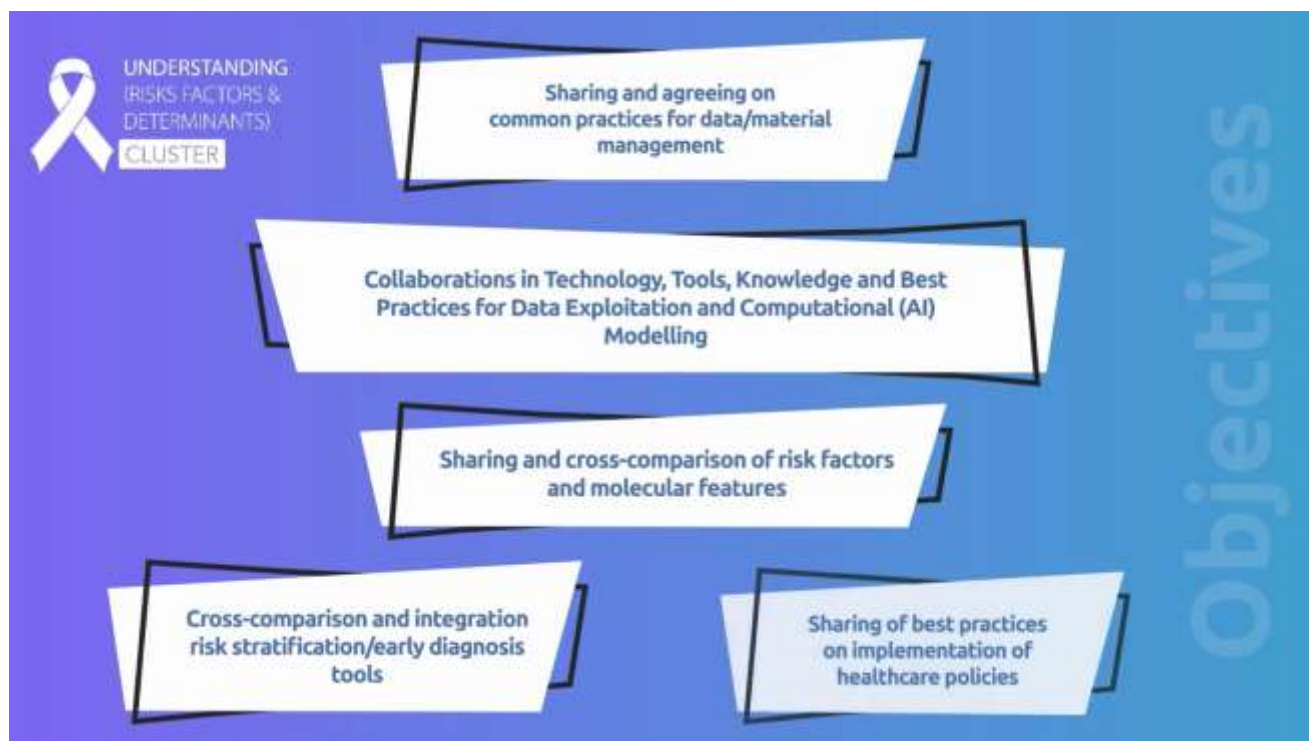 UNDERSTANDING
(RISKS FACTORS &
DETERMINANTS)
CLUSTER
Sharing and agreeing on
common practices for data/material
management
Collaborations in Technology, Tools, Knowledge and Best
Practices for Data Exploitation and Computational (AI)
Modelling
Sharing and cross-comparison of risk factors
and molecular features
Cross-comparison and integration
risk stratification/early diagnosis
tools
Sharing of best practices
on implementation of
healthcare policies
Objectives